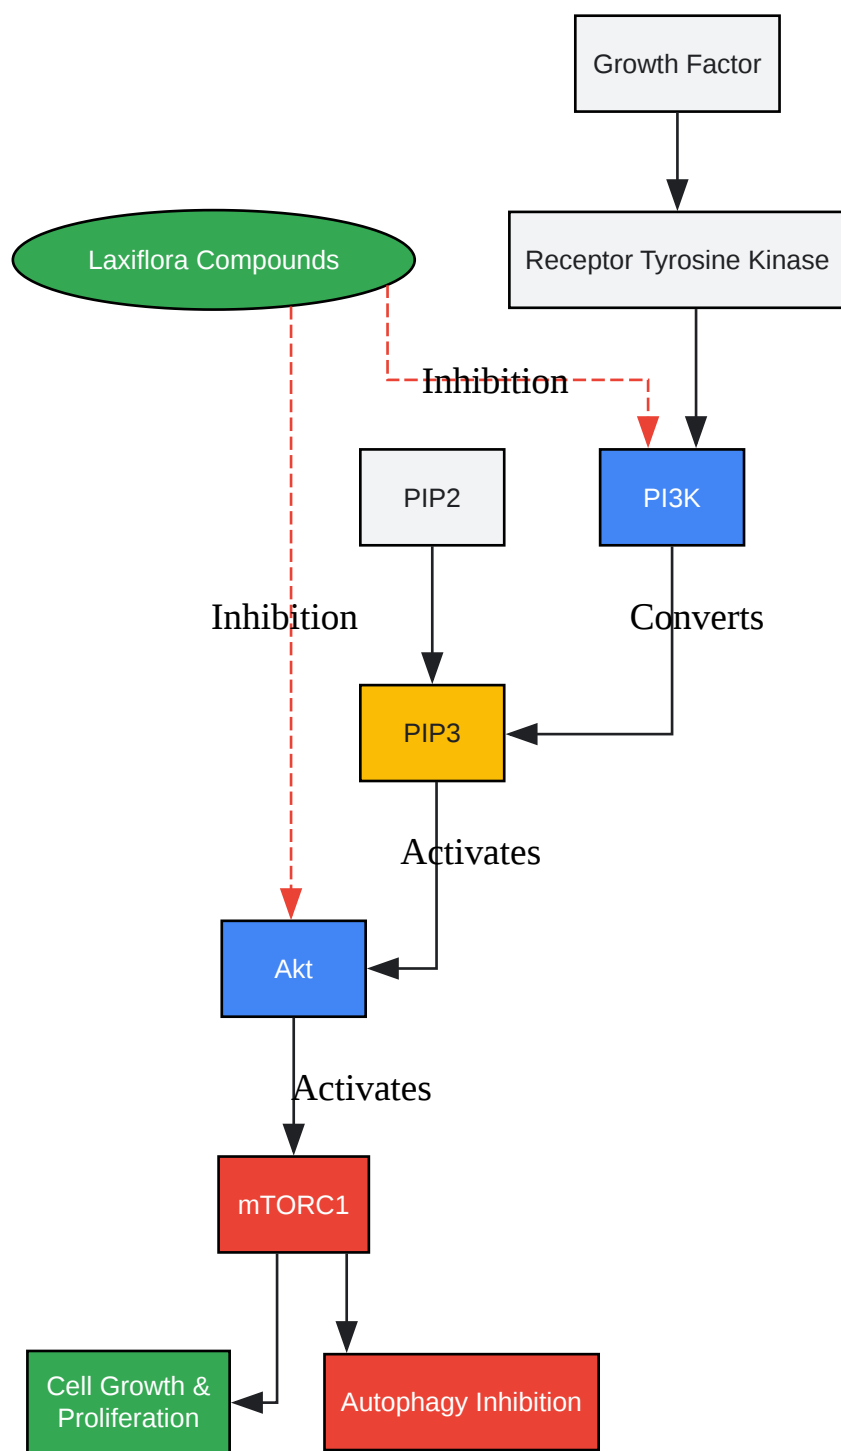 Growth Factor
Laxiflora Compounds
Receptor Tyrosine Kinase
Inhibition
PIP2
PI3K
Inhibition
Converts
PIP3
Activates
Akt
Activates
mTORC1
Cell Growth &
Proliferation
Autophagy Inhibition